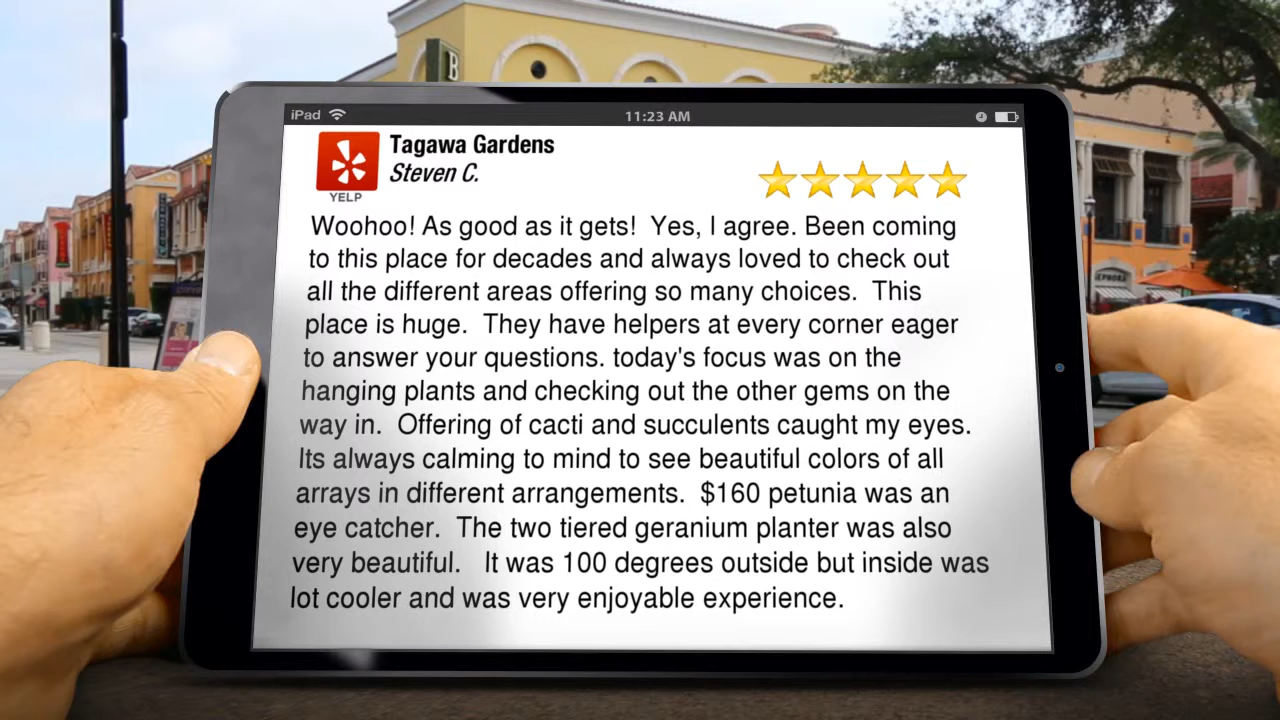 B
iPad
11:23 AM
Tagawa Gardens
Steven C.
YELP
Woohoo! As good as it gets!  Yes, I agree. Been coming
to this place for decades and always loved to check out
all the different areas offering so many choices.  This
place is huge.  They have helpers at every corner eager
to answer your questions. today's focus was on the
hanging plants and checking out the other gems on the
way in.  Offering of cacti and succulents caught my eyes.
Its always calming to mind to see beautiful colors of all
arrays in different arrangements.  $160 petunia was an
eye catcher.  The two tiered geranium planter was also
very beautiful.   It was 100 degrees outside but inside was
lot cooler and was very enjoyable experience.